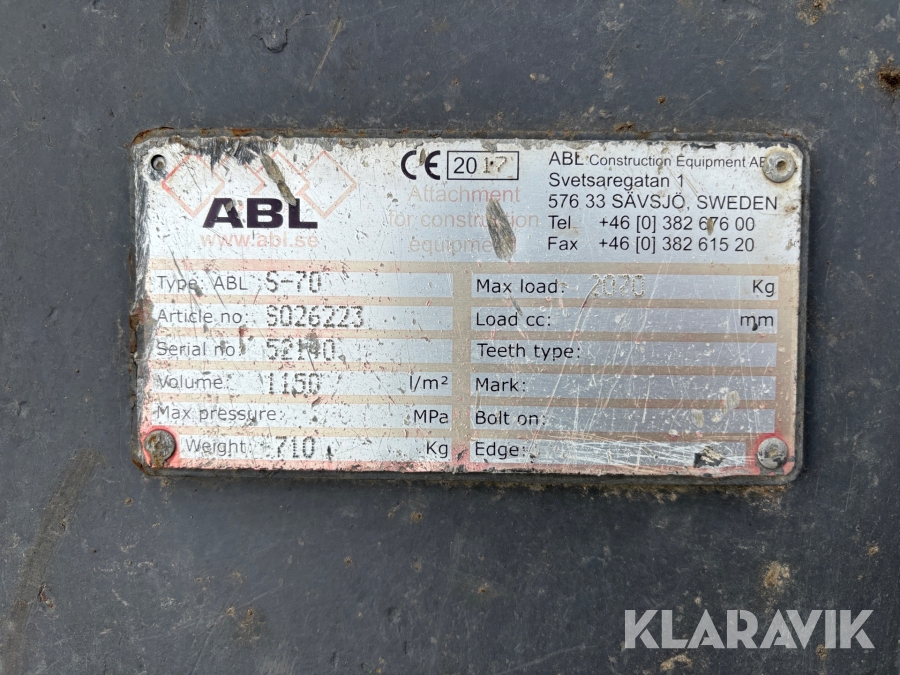 ABL
www.abl.se
CE 2017
Attachment
for construction
equipment
ABL Construction Equipment AB
Svetsaregatan 1
576 33 SÄVSJÖ, SWEDEN
Tel +46 [0] 382 676 00
Fax +46 [0] 382 615 20
Type: ABL S-70
Article no: S026223
Serial no: 52140
Volume: 1150 l/m²
Max pressure: MPa
Weight: 710 Kg
Max load: 2070 Kg
Load cc: mm
Teeth type:
Mark:
Bolt on:
Edge:
KLARAVIK